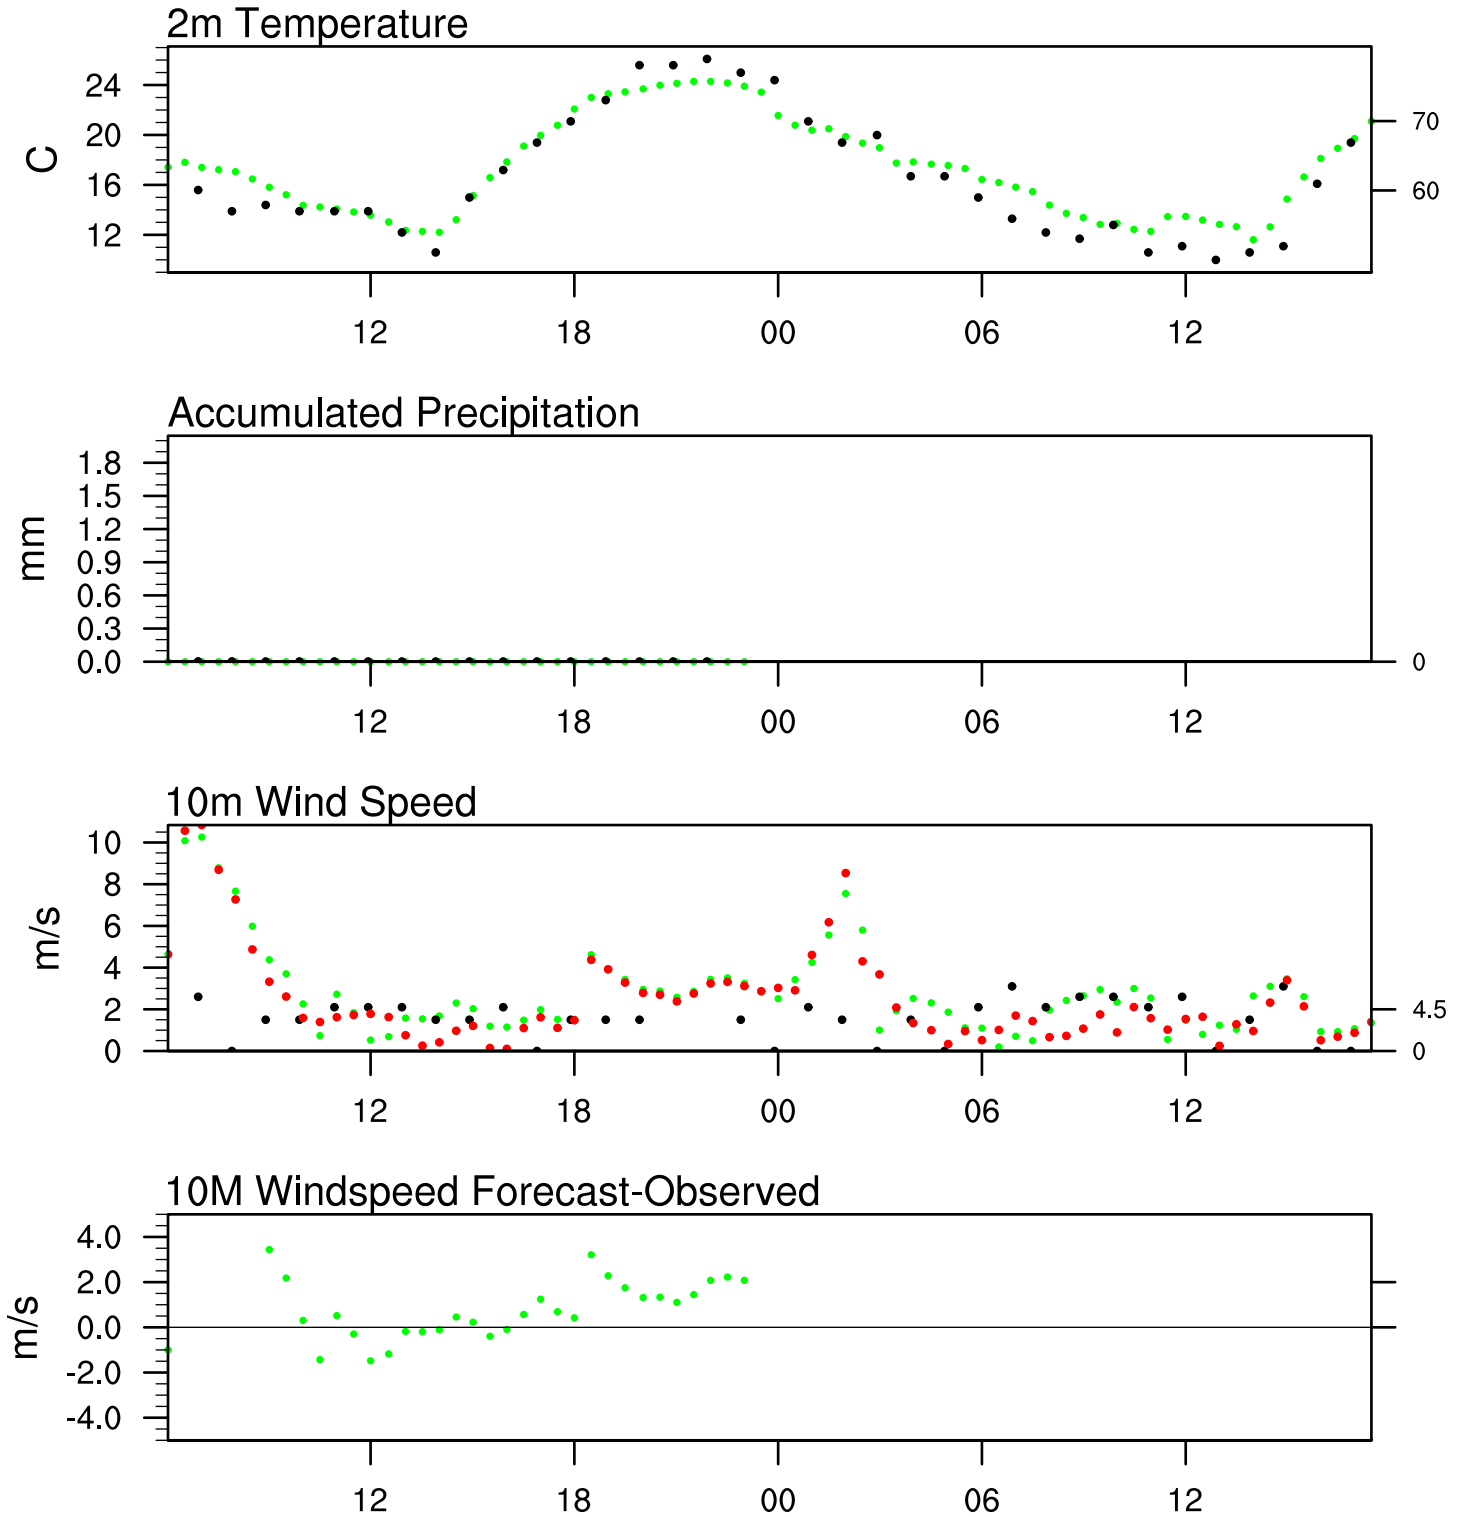 2m Temperature
24
20
16
12
C
70
60
12 18 00 06 12
Accumulated Precipitation
1.8
1.5
1.2
0.9
0.6
0.3
0.0
mm
0
12 18 00 06 12
10m Wind Speed
10
8
6
4
2
0
m/s
4.5
0
12 18 00 06 12
10M Windspeed Forecast-Observed
4.0
2.0
0.0
-2.0
-4.0
m/s
12 18 00 06 12